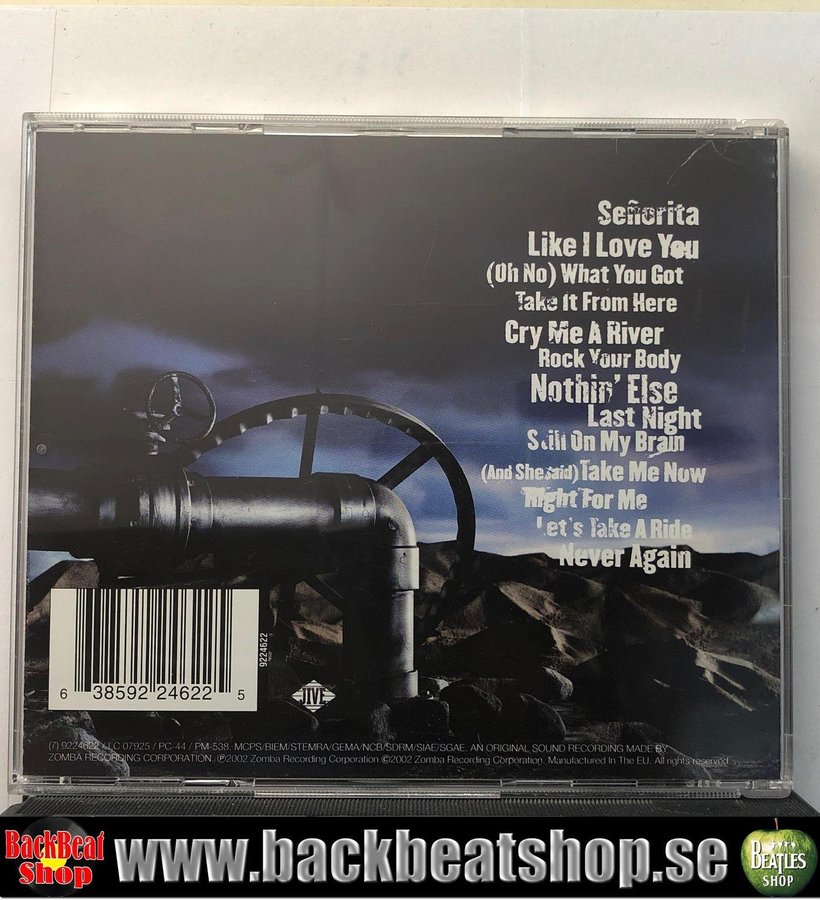 Señorita
Like I Love You
(Oh No) What You Got
Take It From Here
Cry Me A River
Rock Your Body
Nothin' Else
Last Night
Still On My Brain
(And She Said) Take Me Now
Right For Me
Let's Take A Ride
Never Again
9224622
6 38592 24622 5
JIVE
(7) 9224622 / LC 07925 / PC-44 / PM-538. MCPS/BIEM/STEMRA/GEMA/NCB/SDRM/SIAE/SGAE. AN ORIGINAL SOUND RECORDING MADE BY
ZOMBA RECORDING CORPORATION. ℗2002 Zomba Recording Corporation ©2002 Zomba Recording Corporation. Manufactured In The EU. All rights reserved.
BackBeat
Shop
www.backbeatshop.se
BEATLES
SHOP